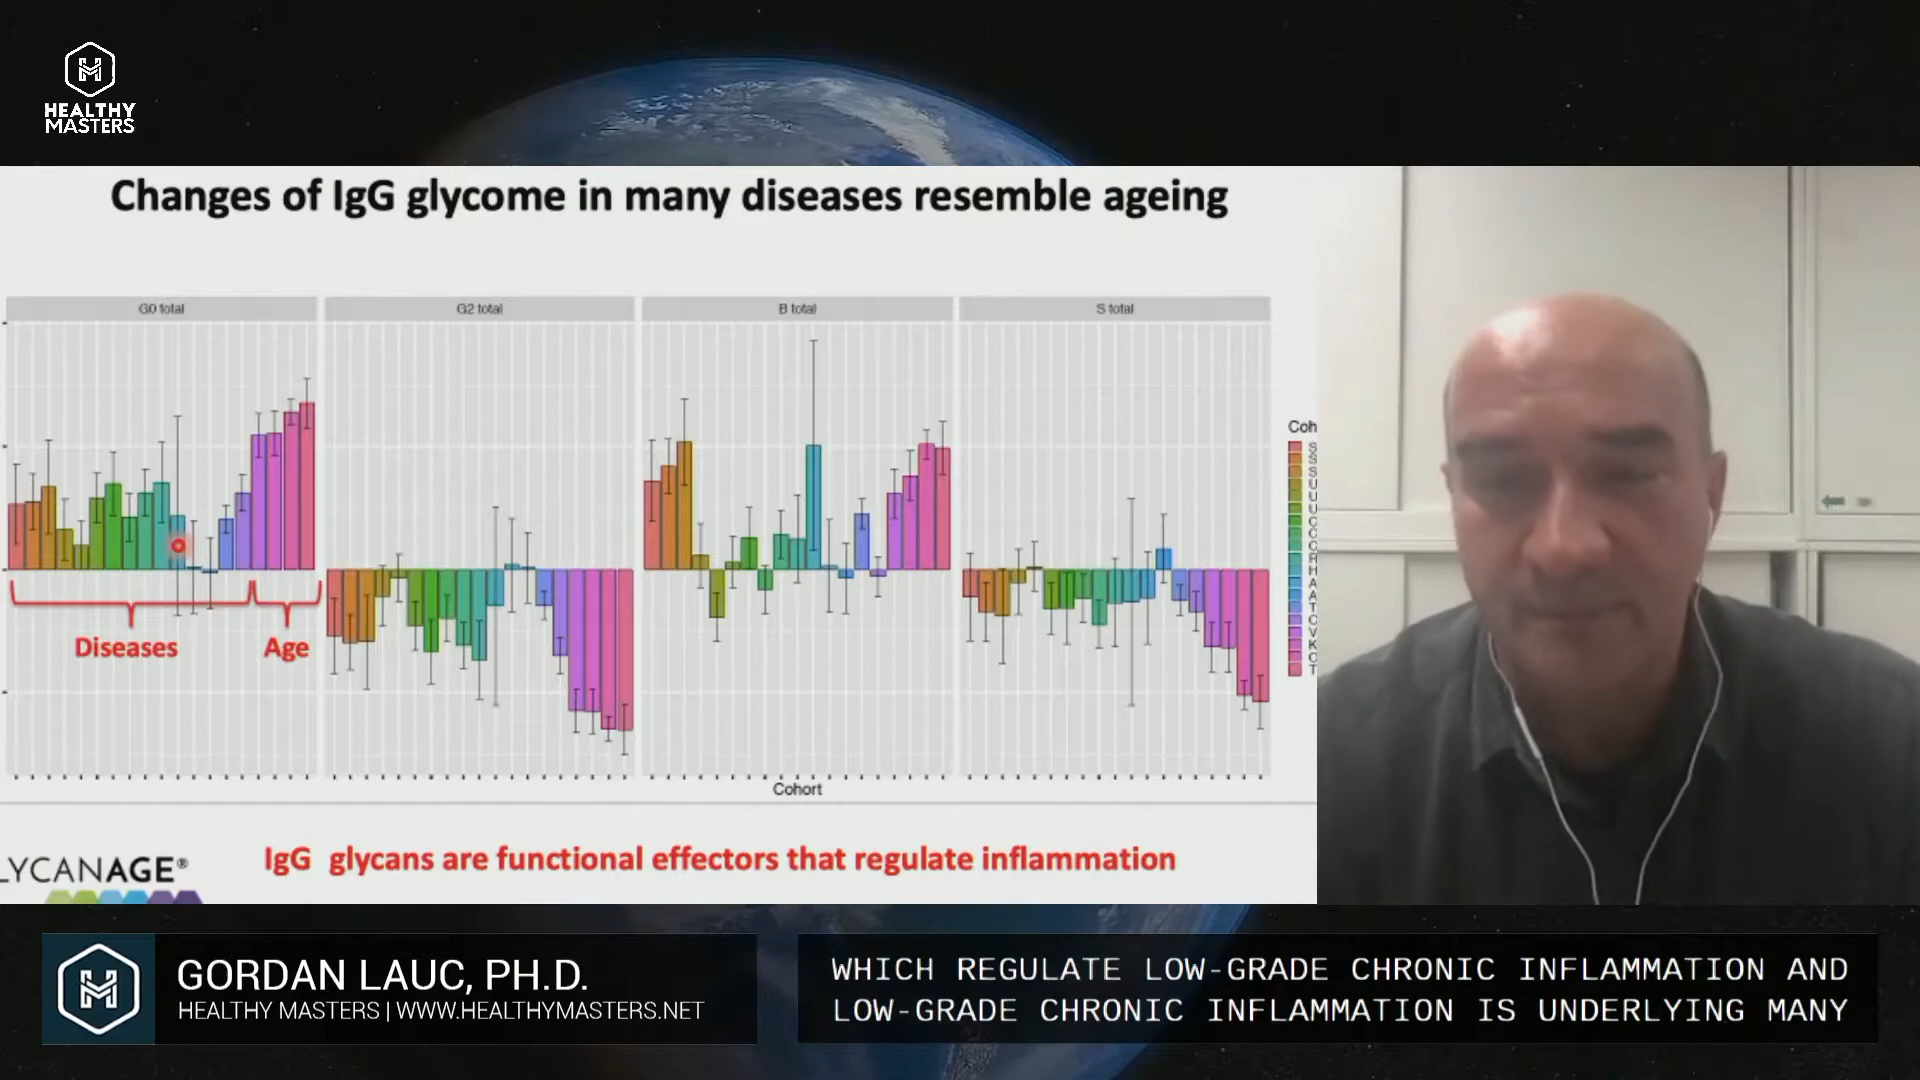 HEALTHY
MASTERS
Changes of IgG glycome in many diseases resemble ageing
G0 total
G2 total
B total
S total
Coh
S
S
S
U
U
U
C
C
C
R
H
A
A
T
C
V
K
O
T
Diseases
Age
Cohort
LYCANAGE®
IgG glycans are functional effectors that regulate inflammation
GORDAN LAUC, PH.D.
HEALTHY MASTERS | WWW.HEALTHYMASTERS.NET
WHICH REGULATE LOW-GRADE CHRONIC INFLAMMATION AND
LOW-GRADE CHRONIC INFLAMMATION IS UNDERLYING MANY